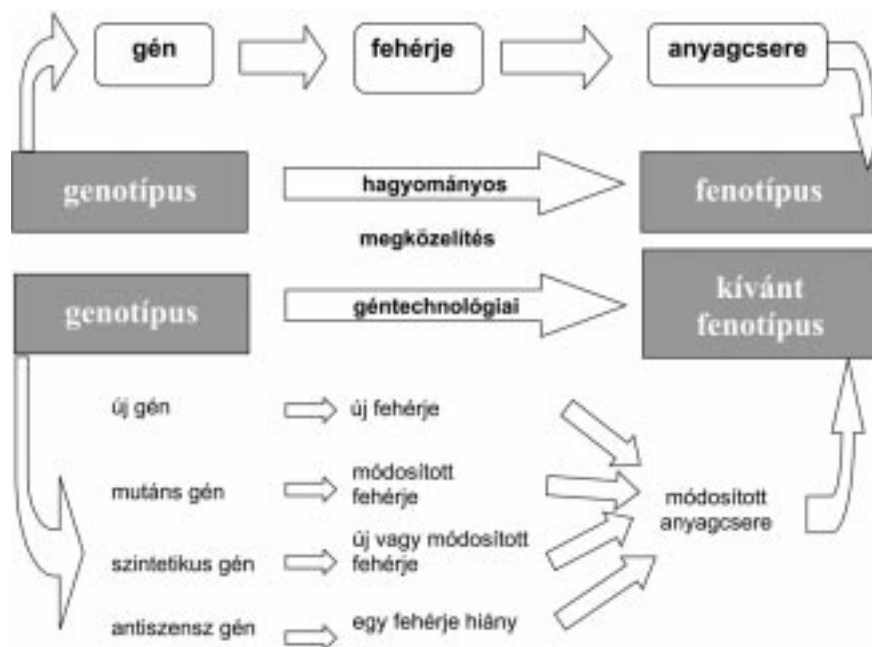 gén fehérje anyagcsere
genotípus hagyományos fenotípus
megközelítés
genotípus géntechnológiai kívánt
fenotípus
új gén új fehérje
mutáns gén módosított
fehérje
módosított
anyagcsere
szintetikus gén új vagy módosított
fehérje
antiszensz gén egy fehérje hiány